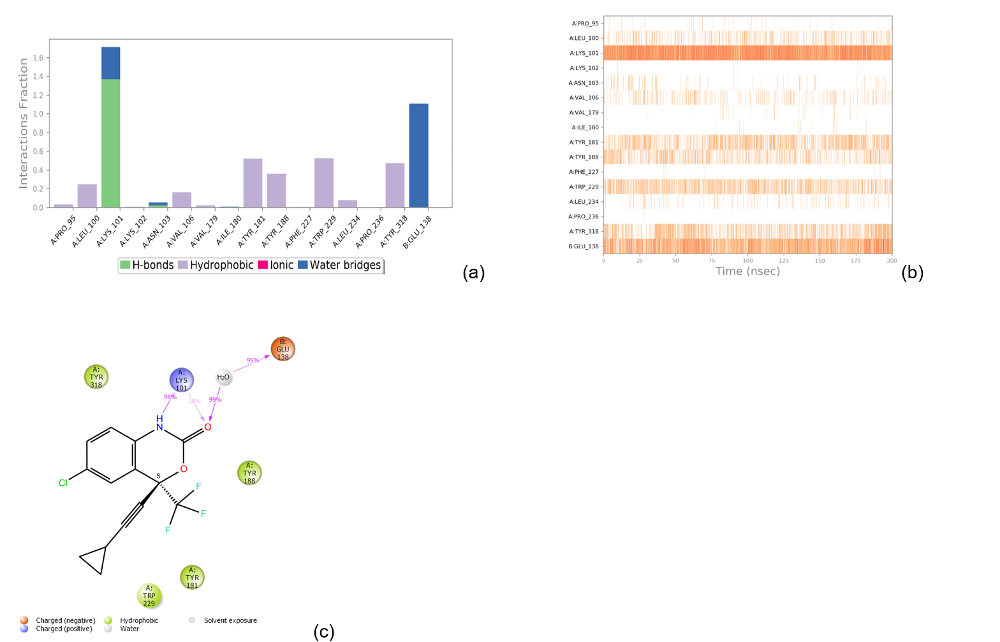 Interactions Fraction
1.6
1.4
1.2
1.0
0.8
0.6
0.4
0.2
0.0
A:PRO_95
A:LEU_100
A:LYS_101
A:LYS_102
A:ASN_103
A:VAL_106
A:VAL_179
A:ILE_180
A:TYR_181
A:TYR_188
A:PHE_227
A:TRP_229
A:LEU_234
A:PRO_236
A:TYR_318
B:GLU_138
H-bonds Hydrophobic Ionic Water bridges
(a)
A:PRO_95
A:LEU_100
A:LYS_101
A:LYS_102
A:ASN_103
A:VAL_106
A:VAL_179
A:ILE_180
A:TYR_181
A:TYR_188
A:PHE_227
A:TRP_229
A:LEU_234
A:PRO_236
A:TYR_318
B:GLU_138
0 25 50 75 100 125 150 175 200
Time (nsec)
(b)
B:
GLU
138
99%
A:
TYR
318
A:
LYS
101
H₂O
98%
38%
99%
H
N
O
O
S
Cl
F
F
F
A:
TYR
188
A:
TYR
181
A:
TRP
229
Charged (negative) Hydrophobic Solvent exposure
Charged (positive) Water
(c)